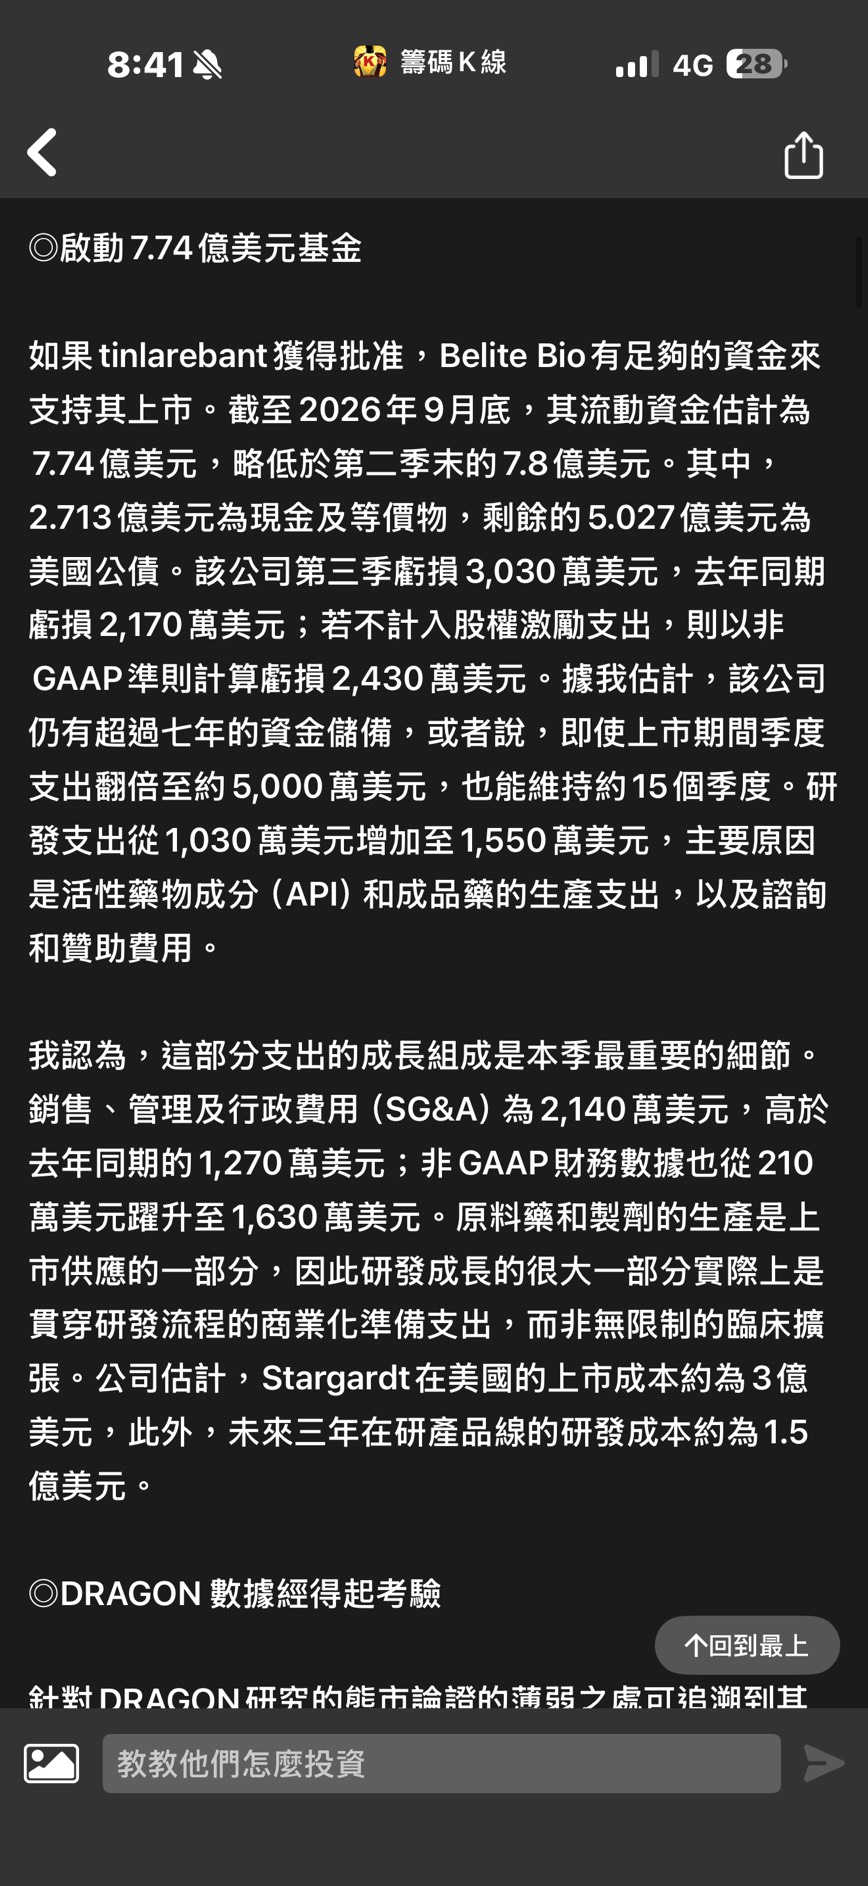 8:41
籌碼K線
4G
28
◎啟動7.74億美元基金
如果tinlarebant獲得批准，Belite Bio有足夠的資金來
支持其上市。截至2026年9月底，其流動資金估計為
7.74億美元，略低於第二季末的7.8億美元。其中，
2.713億美元為現金及等價物，剩餘的5.027億美元為
美國公債。該公司第三季虧損3,030萬美元，去年同期
虧損2,170萬美元；若不計入股權激勵支出，則以非
GAAP準則計算虧損2,430萬美元。據我估計，該公司
仍有超過七年的資金儲備，或者說，即使上市期間季度
支出翻倍至約5,000萬美元，也能維持約15個季度。研
發支出從1,030萬美元增加至1,550萬美元，主要原因
是活性藥物成分（API）和成品藥的生產支出，以及諮詢
和贊助費用。
我認為，這部分支出的成長組成是本季最重要的細節。
銷售、管理及行政費用（SG&A）為2,140萬美元，高於
去年同期的1,270萬美元；非GAAP財務數據也從210
萬美元躍升至1,630萬美元。原料藥和製劑的生產是上
市供應的一部分，因此研發成長的很大一部分實際上是
貫穿研發流程的商業化準備支出，而非無限制的臨床擴
張。公司估計，Stargardt在美國的上市成本約為3億
美元，此外，未來三年在研產品線的研發成本約為1.5
億美元。
◎DRAGON 數據經得起考驗
↑回到最上
針對DRAGON研究的熊市論證的薄弱之處可追溯到其
教教他們怎麼投資